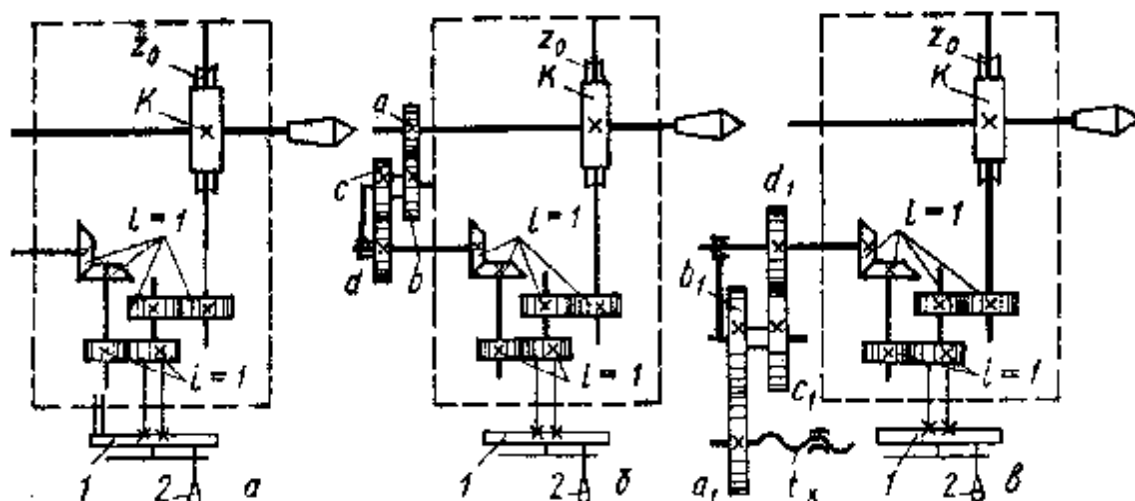 z₀
K
i = 1
i = 1
1
2
а
a
z₀
K
c
d
b
i = 1
i = 1
1
2
б
z₀
K
d₁
b₁
i = 1
i = 1
c₁
a₁
tₓ
1
2
в